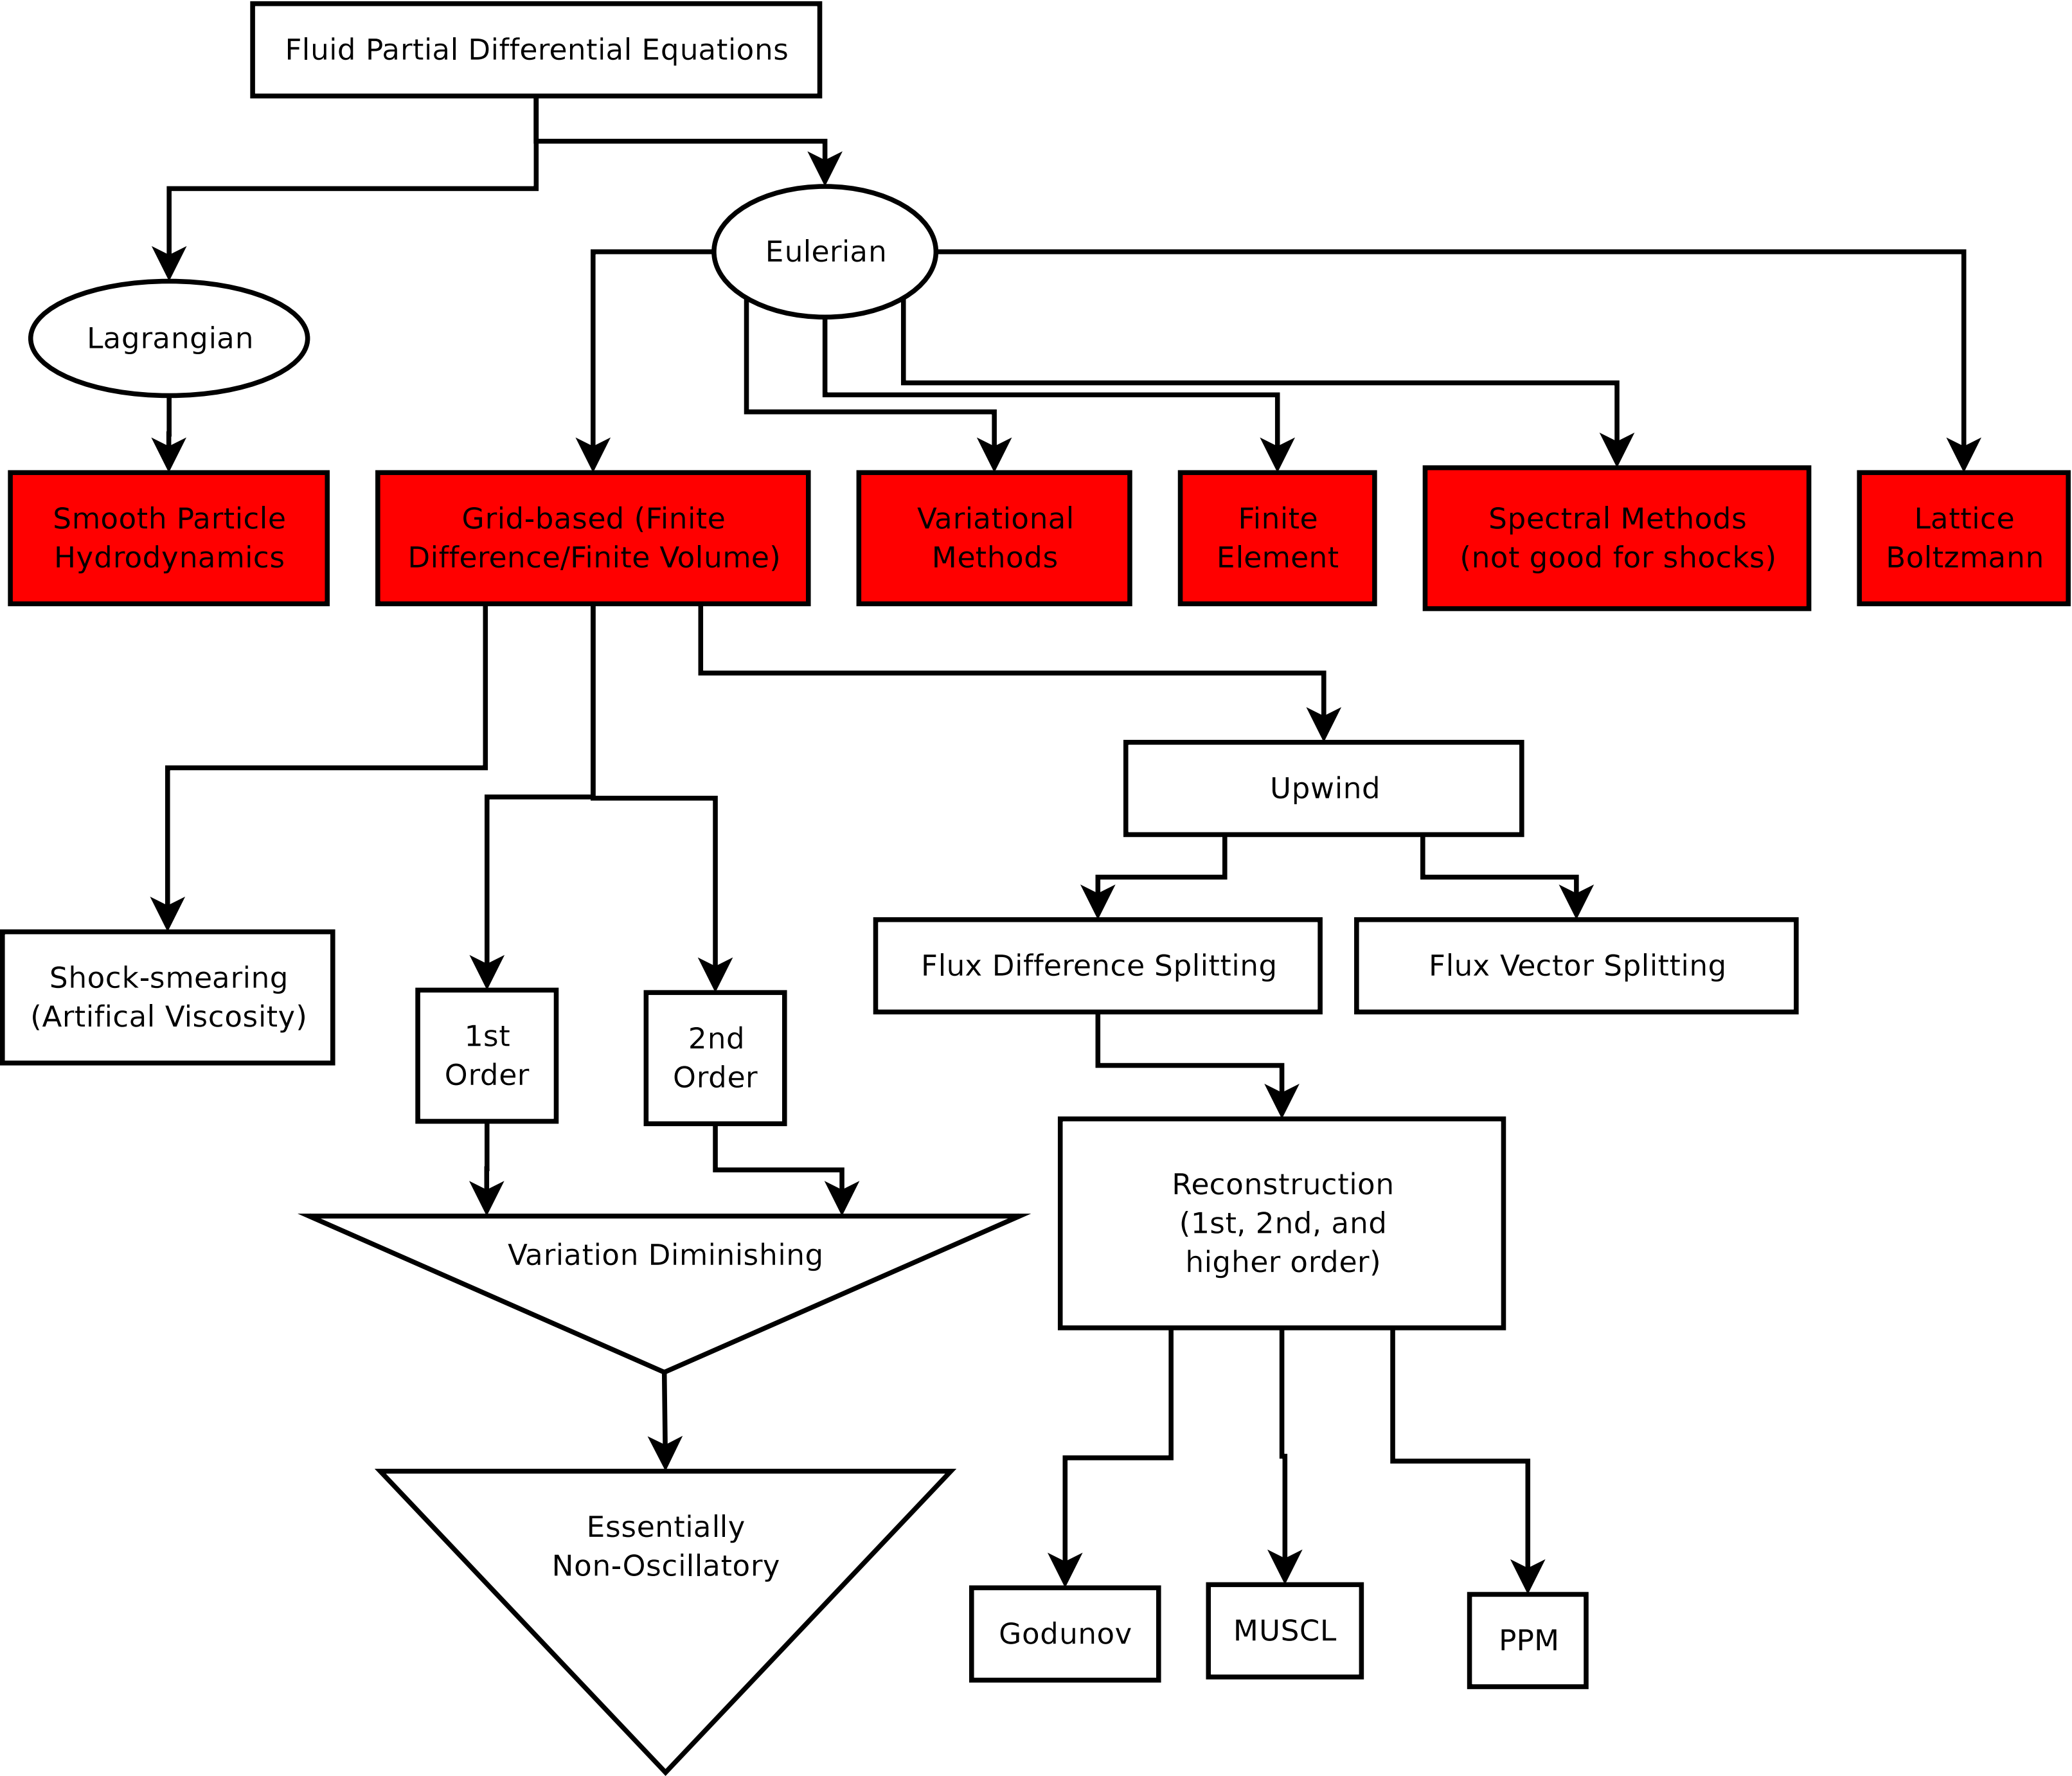 Fluid Partial Differential Equations
Eulerian
Lagrangian
Smooth Particle
Hydrodynamics
Grid-based (Finite
Difference/Finite Volume)
Variational
Methods
Finite
Element
Spectral Methods
(not good for shocks)
Lattice
Boltzmann
Upwind
Flux Difference Splitting
Flux Vector Splitting
Shock-smearing
(Artifical Viscosity)
1st
Order
2nd
Order
Reconstruction
(1st, 2nd, and
higher order)
Variation Diminishing
Essentially
Non-Oscillatory
Godunov
MUSCL
PPM